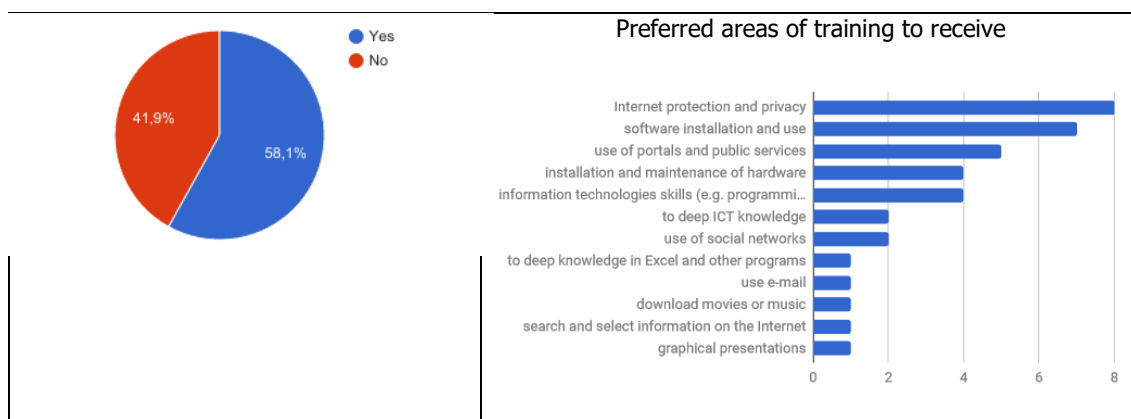 Yes
No
41,9%
58,1%
Preferred areas of training to receive
Internet protection and privacy
software installation and use
use of portals and public services
installation and maintenance of hardware
information technologies skills (e.g. programmi...
to deep ICT knowledge
use of social networks
to deep knowledge in Excel and other programs
use e-mail
download movies or music
search and select information on the Internet
graphical presentations
0 2 4 6 8